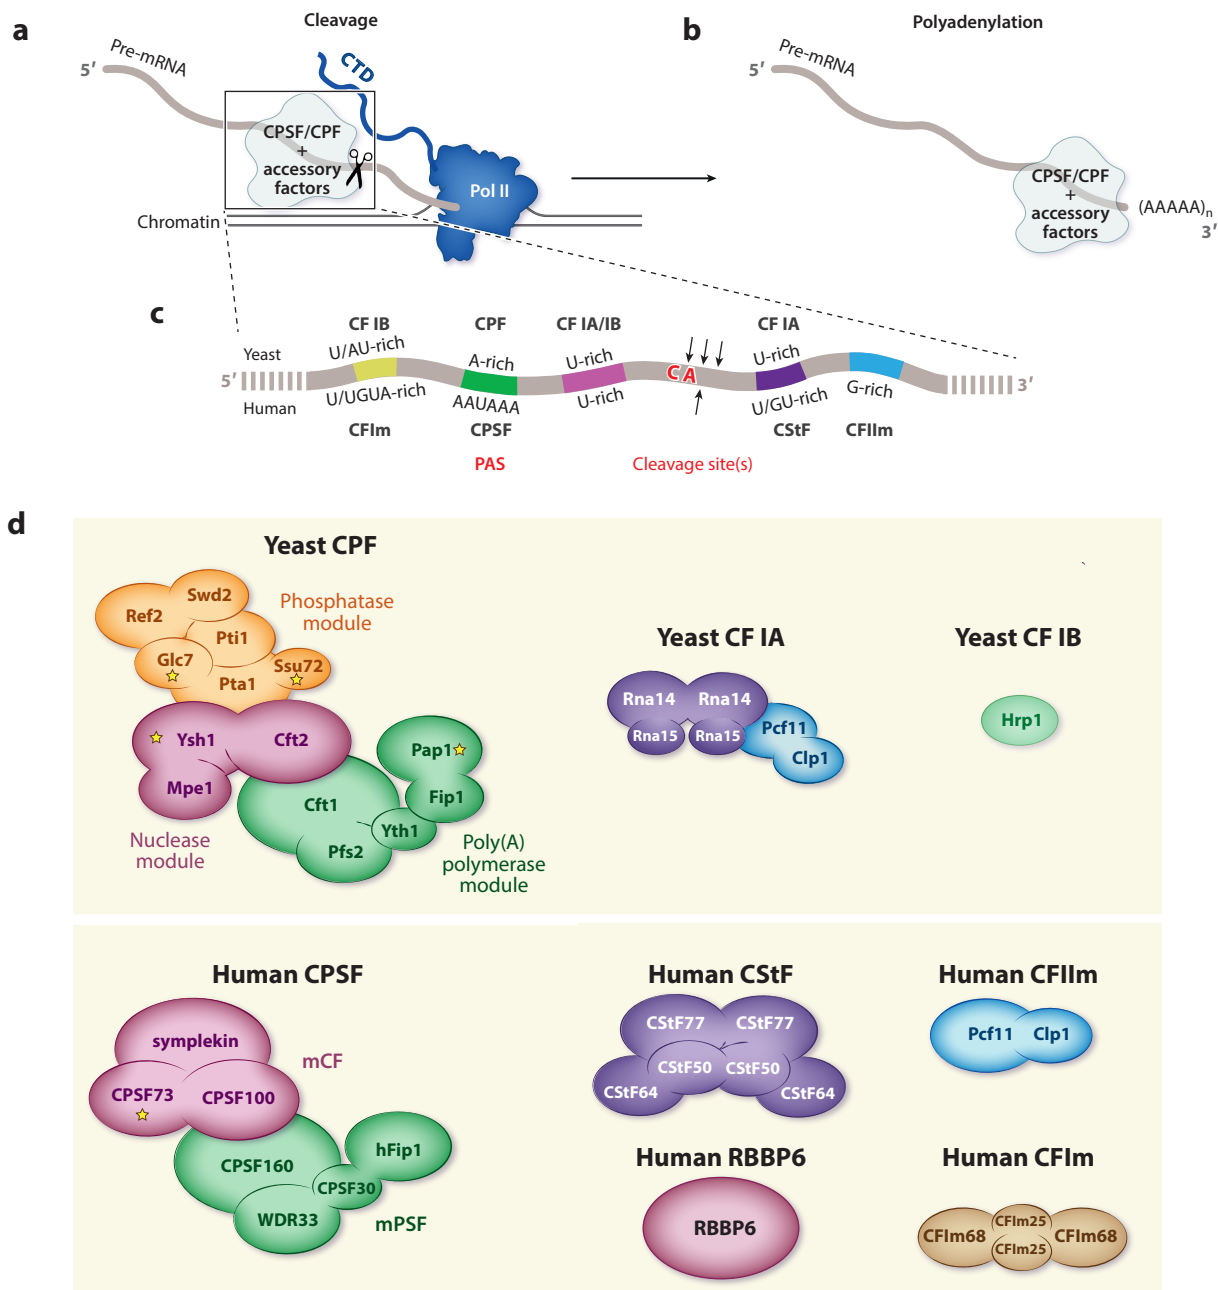 a
Cleavage
5′
Pre-mRNA
CTD
CPSF/CPF
+
accessory
factors
Pol II
Chromatin
b
Polyadenylation
5′
Pre-mRNA
CPSF/CPF
+
accessory
factors
(AAAAA)n
3′
c
CF IB
CPF
CF IA/IB
CF IA
Yeast
U/AU-rich
A-rich
U-rich
U-rich
5′
C A
3′
Human
U/UGUA-rich
AAUAAA
U-rich
U/GU-rich
G-rich
CFIm
CPSF
CStF
CFIIm
PAS
Cleavage site(s)
d
Yeast CPF
Swd2
Ref2
Phosphatase
module
Pti1
Glc7
Ssu72
Pta1
Ysh1
Cft2
Pap1
Mpe1
Fip1
Cft1
Yth1
Pfs2
Nuclease
module
Poly(A)
polymerase
module
Yeast CF IA
Rna14
Rna14
Rna15
Rna15
Pcf11
Clp1
Yeast CF IB
Hrp1
Human CPSF
symplekin
mCF
CPSF73
CPSF100
CPSF160
hFip1
CPSF30
WDR33
mPSF
Human CStF
CStF77
CStF77
CStF50
CStF50
CStF64
CStF64
Human CFIIm
Pcf11
Clp1
Human RBBP6
RBBP6
Human CFIm
CFIm68
CFIm25
CFIm25
CFIm68